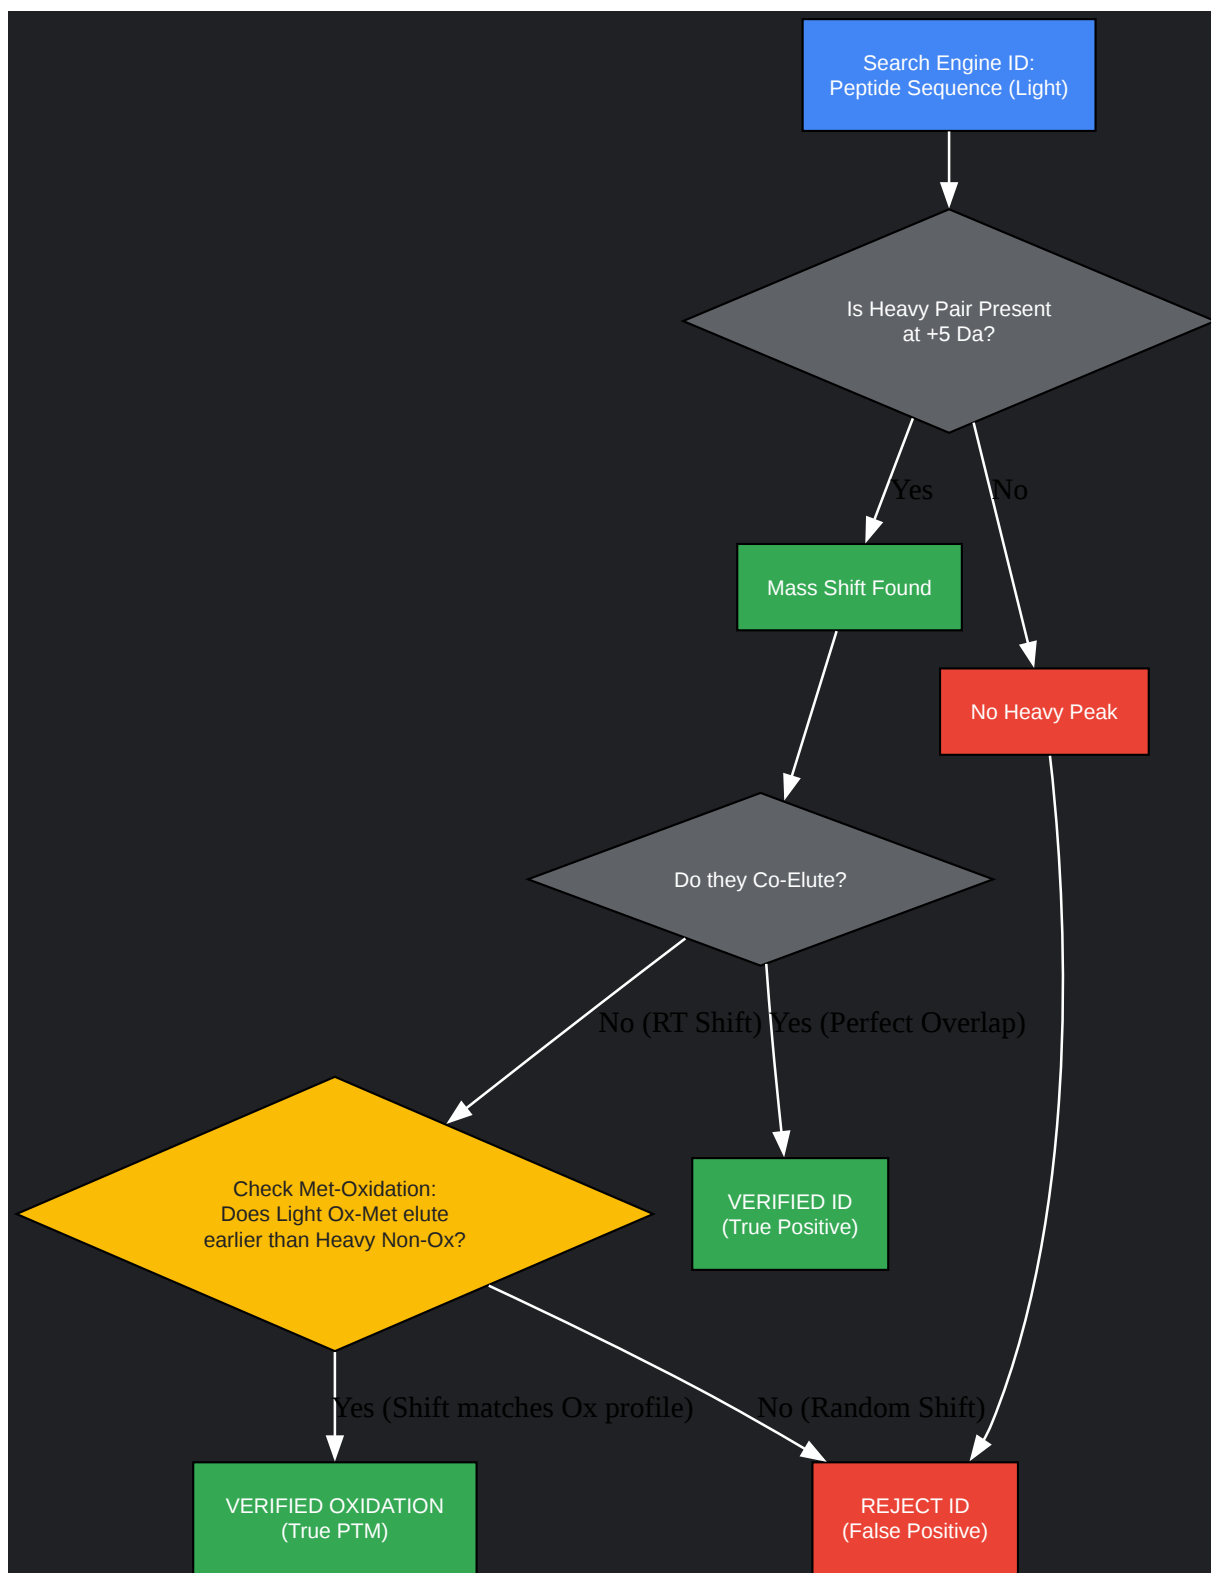 Search Engine ID:
Peptide Sequence (Light)
Is Heavy Pair Present
at +5 Da?
Yes
No
Mass Shift Found
No Heavy Peak
Do they Co-Elute?
No (RT Shift)
Yes (Perfect Overlap)
Check Met-Oxidation:
Does Light Ox-Met elute
earlier than Heavy Non-Ox?
VERIFIED ID
(True Positive)
Yes (Shift matches Ox profile)
No (Random Shift)
VERIFIED OXIDATION
(True PTM)
REJECT ID
(False Positive)